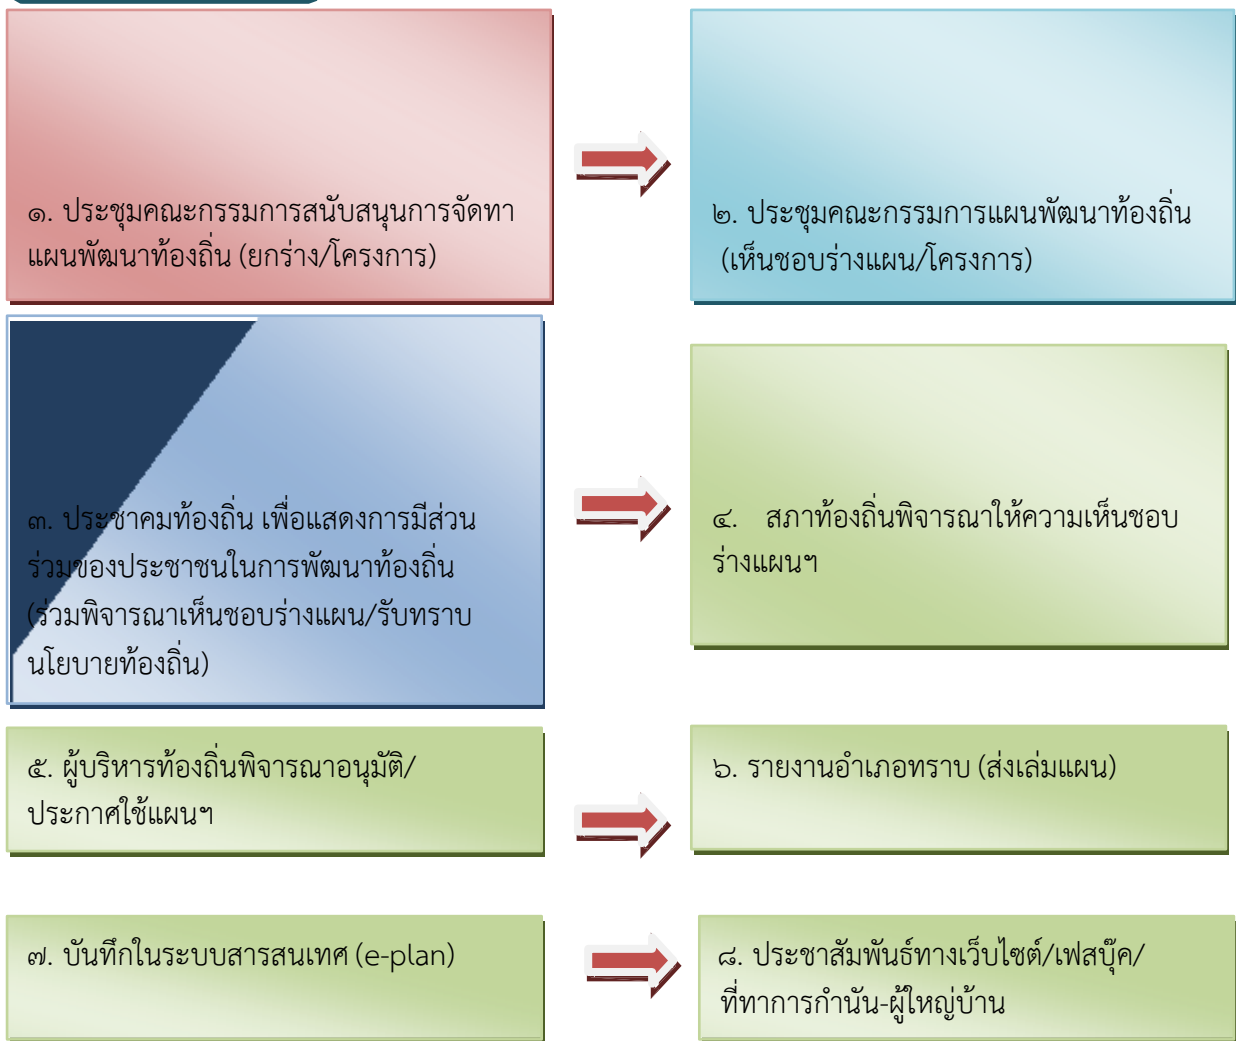 ๑. ประชุมคณะกรรมการสนับสนุนการจัดทา
แผนพัฒนาท้องถิ่น (ยกร่าง/โครงการ)
๒. ประชุมคณะกรรมการแผนพัฒนาท้องถิ่น
(เห็นชอบร่างแผน/โครงการ)
๓. ประชาคมท้องถิ่น เพื่อแสดงการมีส่วน
ร่วมของประชาชนในการพัฒนาท้องถิ่น
(ร่วมพิจารณาเห็นชอบร่างแผน/รับทราบ
นโยบายท้องถิ่น)
๔. สภาท้องถิ่นพิจารณาให้ความเห็นชอบ
ร่างแผนฯ
๕. ผู้บริหารท้องถิ่นพิจารณาอนุมัติ/
ประกาศใช้แผนฯ
๖. รายงานอำเภอทราบ (ส่งเล่มแผน)
๗. บันทึกในระบบสารสนเทศ (e-plan)
๘. ประชาสัมพันธ์ทางเว็บไซต์/เฟสบุ๊ค/
ที่ทาการกำนัน-ผู้ใหญ่บ้าน